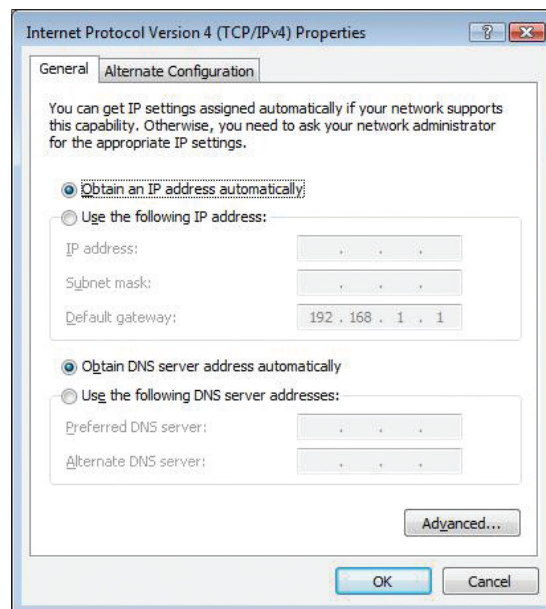 Internet Protocol Version 4 (TCP/IPv4) Properties
General
Alternate Configuration
You can get IP settings assigned automatically if your network supports
this capability. Otherwise, you need to ask your network administrator
for the appropriate IP settings.
Obtain an IP address automatically
Use the following IP address:
IP address:
. . .
Subnet mask:
. . .
Default gateway:
192 . 168 . 1 . 1
Obtain DNS server address automatically
Use the following DNS server addresses:
Preferred DNS server:
. . .
Alternate DNS server:
. . .
Advanced...
OK
Cancel